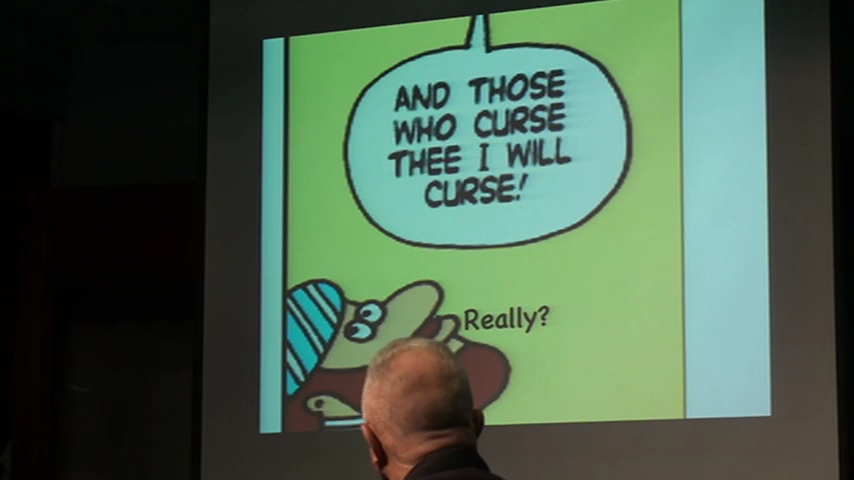 AND THOSE
WHO CURSE
THEE I WILL
CURSE!
Really?